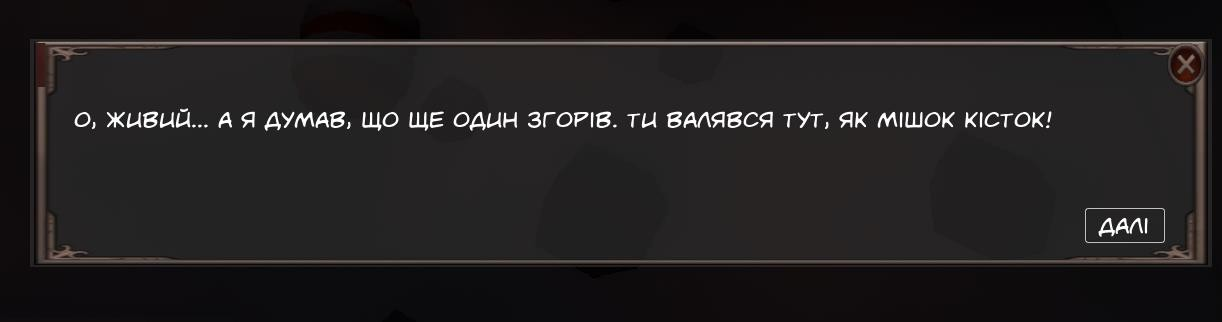 О, ЖИВИЙ... А Я ДУМАВ, ЩО ЩЕ ОДИН ЗГОРІВ. ТИ ВАЛЯВСЯ ТУТ, ЯК МІШОК КІСТОК!
ДАЛІ